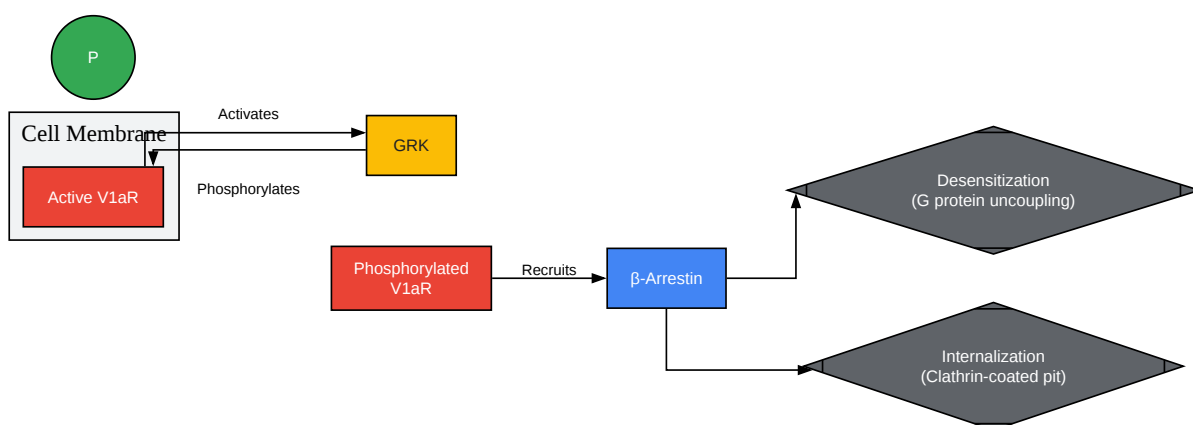 P
Cell Membrane
Active V1aR
Activates
GRK
Phosphorylates
Phosphorylated
V1aR
Recruits
β-Arrestin
Desensitization
(G protein uncoupling)
Internalization
(Clathrin-coated pit)